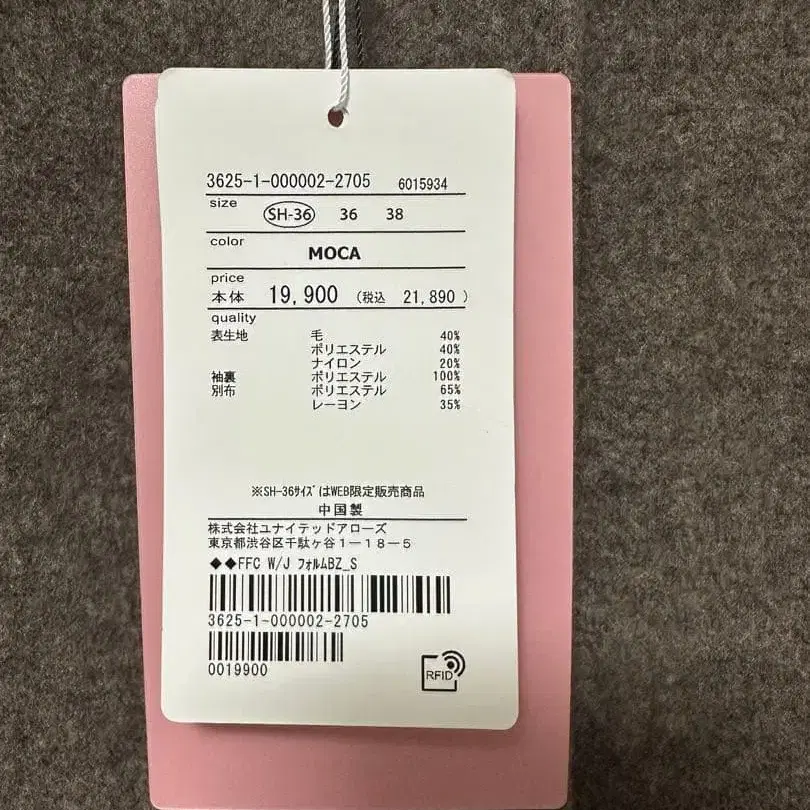 3625-1-000002-2705 6015934
size
SH-36 36 38
color
MOCA
price
本体 19,900 (税込 21,890 )
quality
表生地 毛 40%
ポリエステル 40%
ナイロン 20%
袖裏 ポリエステル 100%
別布 ポリエステル 65%
レーヨン 35%
※SH-36ｻｲｽﾞはWEB限定販売商品
中国製
株式会社ユナイテッドアローズ
東京都渋谷区千駄ヶ谷1-18-5
◆◆FFC W/J ﾌｫﾙﾑBZ_S
3625-1-000002-2705
0019900
RFID